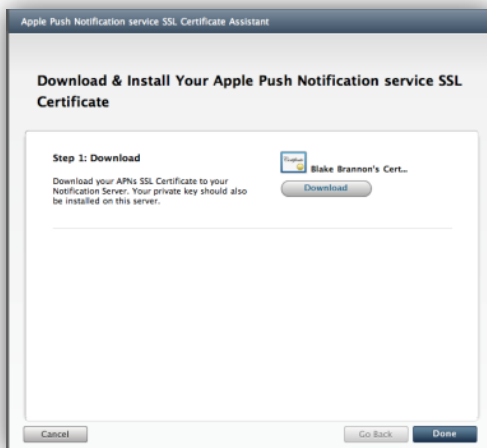 Apple Push Notification service SSL Certificate Assistant
Download & Install Your Apple Push Notification service SSL
Certificate
Step 1: Download
Download your APNs SSL Certificate to your
Notification Server. Your private key should also
be installed on this server.
Certificate
Blake Brannon's Cert...
Download
Cancel
Go Back
Done